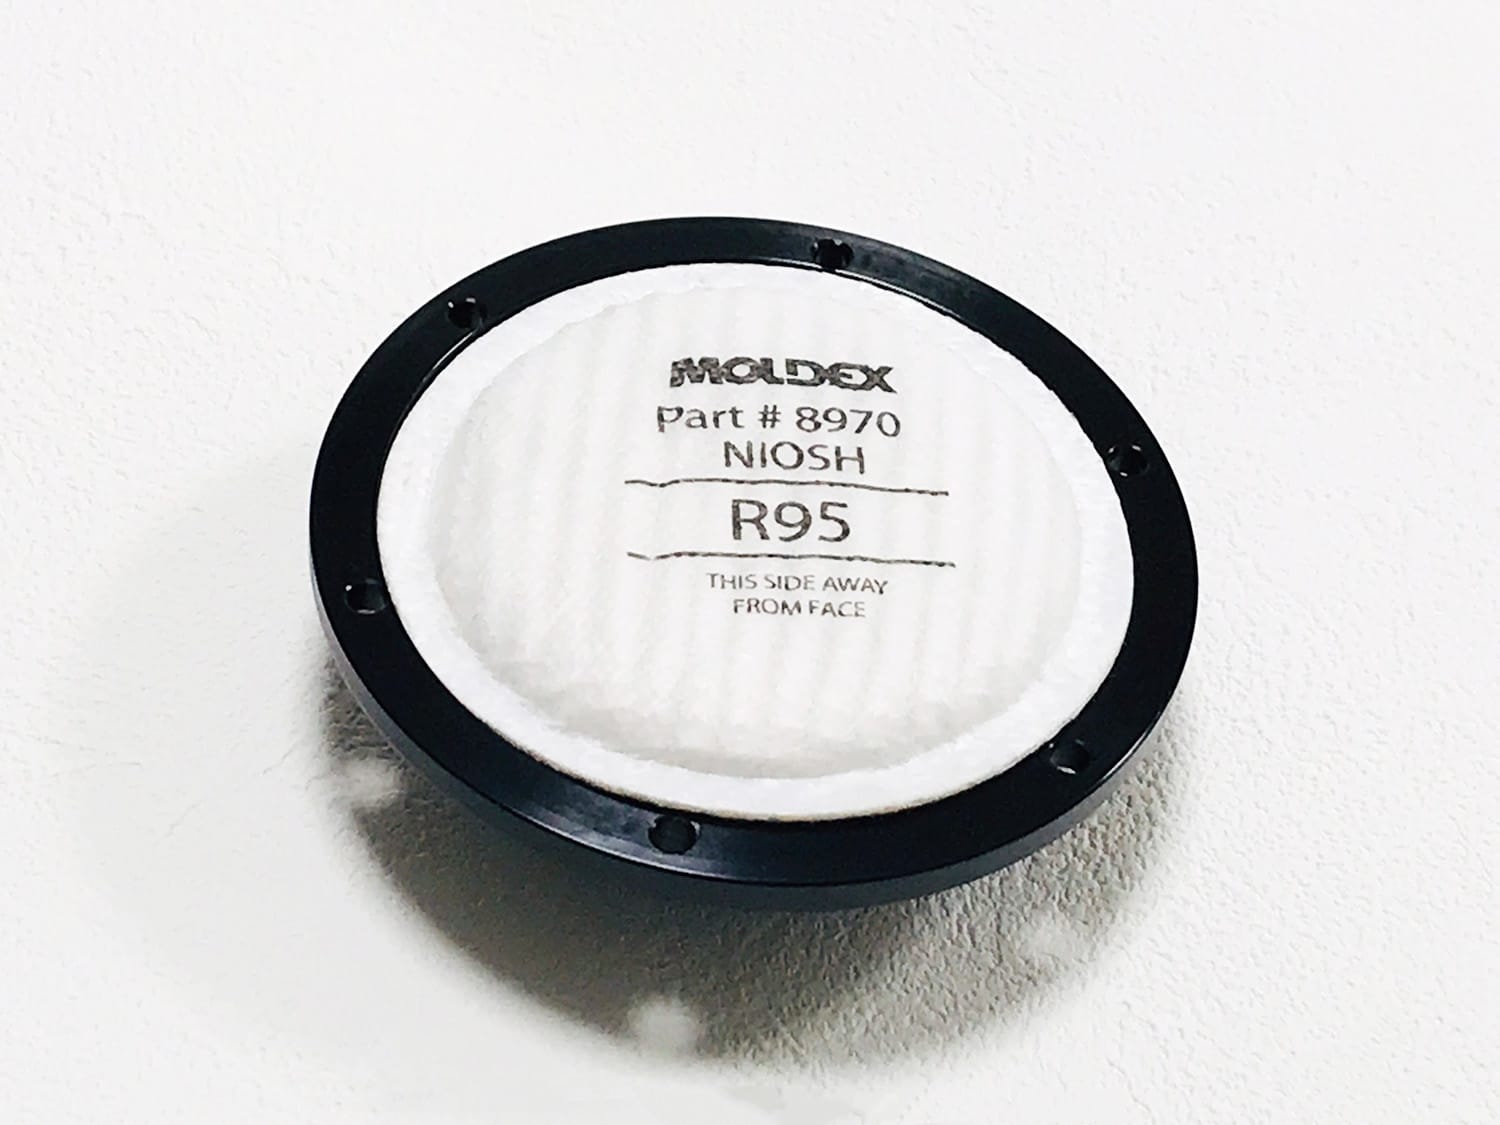 MOLDEX
Part # 8970
NIOSH
R95
THIS SIDE AWAY
FROM FACE